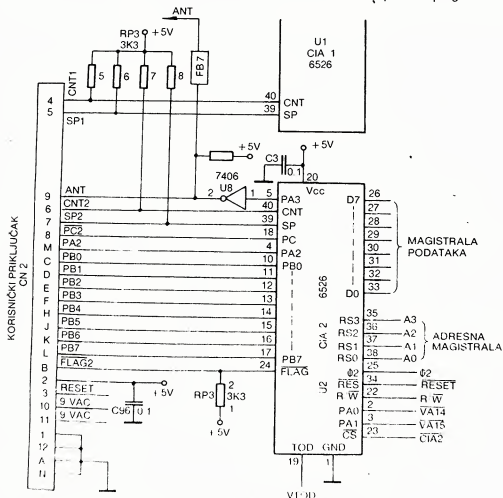 ANT
RP3 +5V
3K3
FB 7
U1
CIA 1
6526
CNT1
5 6 7 8
4
40 CNT
5
SP1
39 SP
+5V
C3
0.1
+5V
7406
U8
20
Vcc
KORISNIČKI PRIKLJUČAK
CN 2
9 ANT 2 1 5 PA3
6 CNT2 40 CNT
7 SP2 39 SP
8 PC2 18 PC
M PA2 4 PA2
C PB0 10 PB0
D PB1 11
E PB2 12
F PB3 13
H PB4 14
J PB5 15
K PB6 16
L PB7 17 PB7
B FLAG2 24 FLAG
2 +5V
3 RESET
10 9 VAC
11 9 VAC
1
12
A
N
C96 0.1
RP3 2
3K3
1
+5V
6526
CIA 2
U2
D7 26
27
28
29
30
31
32
D0 33
MAGISTRALA
PODATAKA
RS3 35 A3
RS2 36 A2
RS1 37 A1
RS0 38 A0
ADRESNA
MAGISTRALA
Φ2 25 Φ2
RES 34 RESET
R/W 22 R/W
PA0 2 VA14
PA1 3 VA15
CS 23 CIA2
TOD GND
19 1